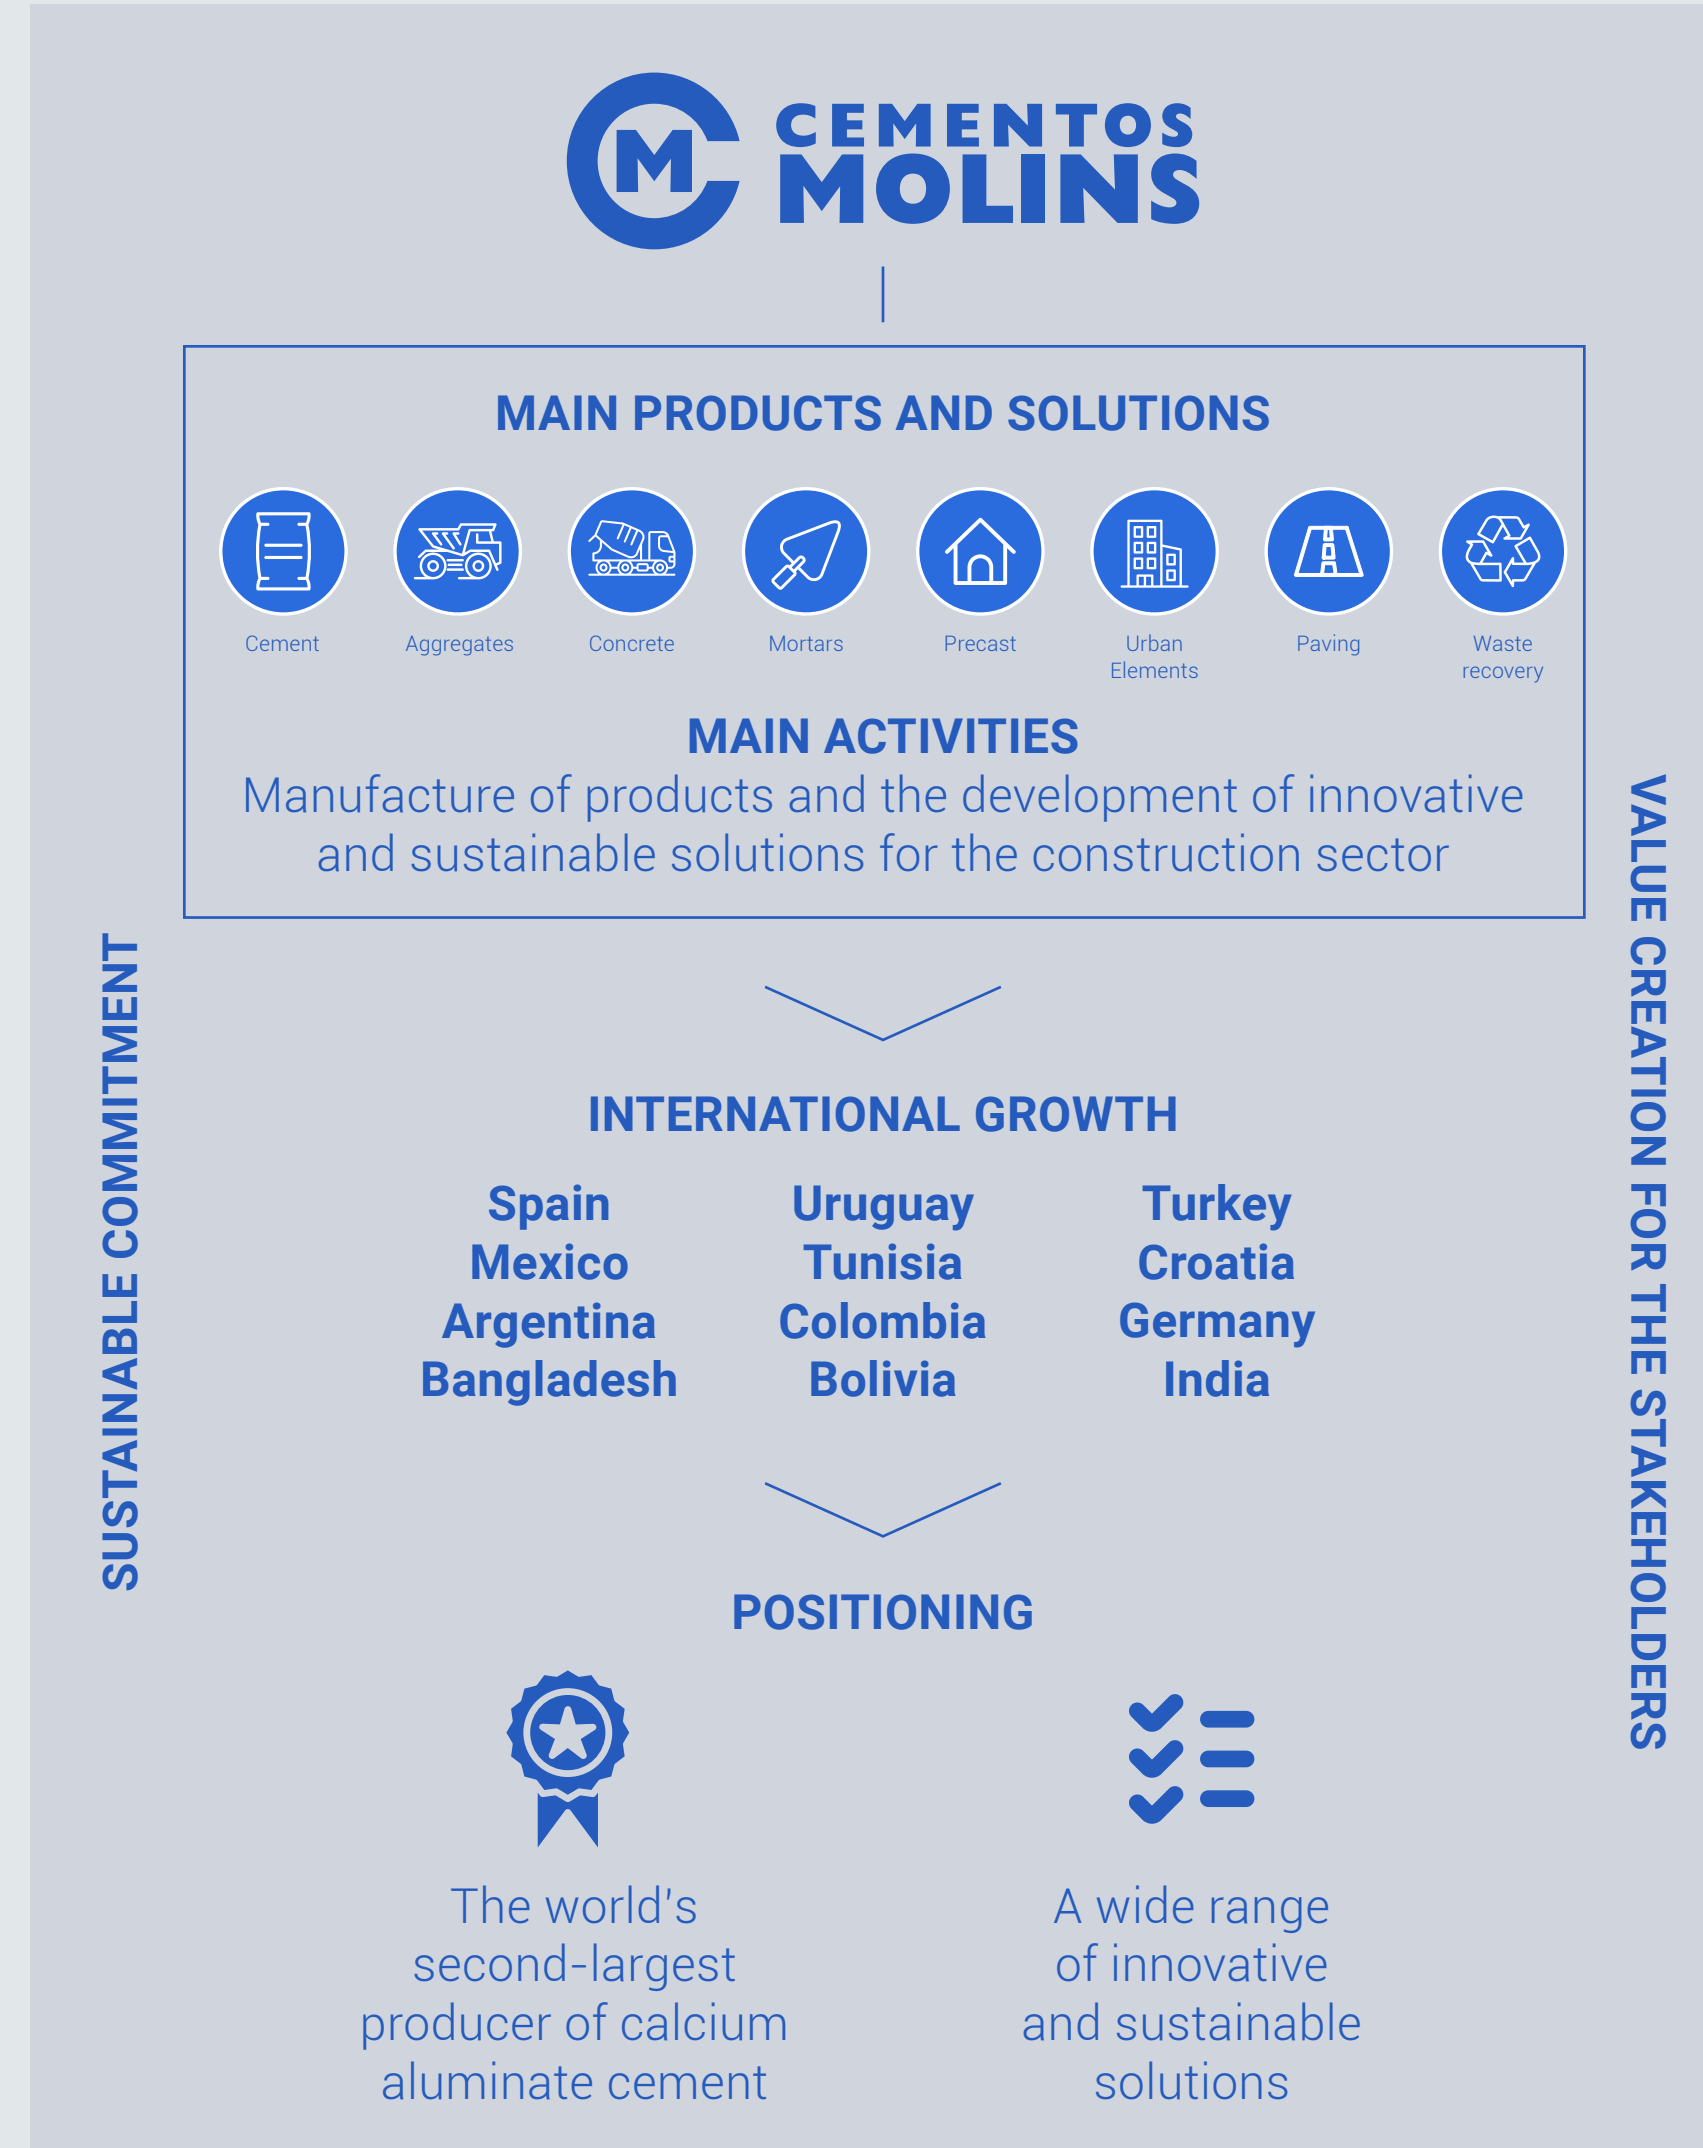 CM
CEMENTOS
MOLINS
MAIN PRODUCTS AND SOLUTIONS
Cement
Aggregates
Concrete
Mortars
Precast
Urban
Elements
Paving
Waste
recovery
MAIN ACTIVITIES
Manufacture of products and the development of innovative
and sustainable solutions for the construction sector
SUSTAINABLE COMMITMENT
VALUE CREATION FOR THE STAKEHOLDERS
INTERNATIONAL GROWTH
Spain
Mexico
Argentina
Bangladesh
Uruguay
Tunisia
Colombia
Bolivia
Turkey
Croatia
Germany
India
POSITIONING
The world's
second-largest
producer of calcium
aluminate cement
A wide range
of innovative
and sustainable
solutions